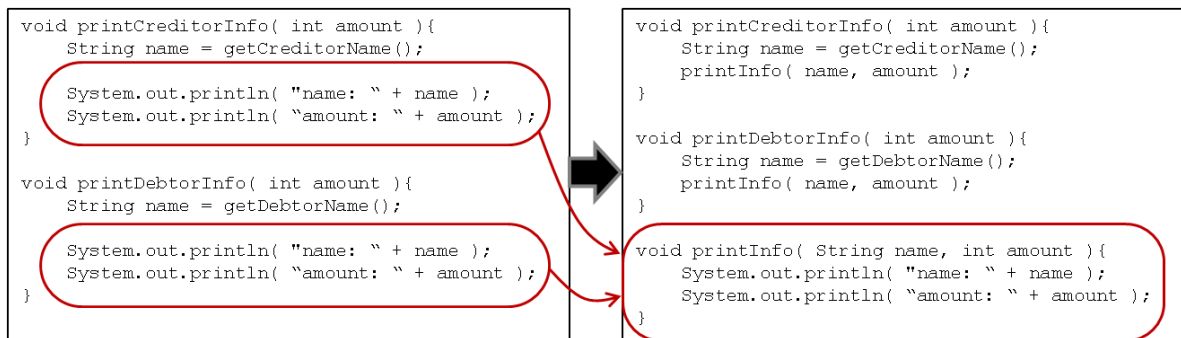 void printCreditorInfo( int amount ){
    String name = getCreditorName();
    System.out.println( "name: “ + name );
    System.out.println( “amount: “ + amount );
}
void printDebtorInfo( int amount ){
    String name = getDebtorName();
    System.out.println( "name: “ + name );
    System.out.println( “amount: “ + amount );
}
void printCreditorInfo( int amount ){
    String name = getCreditorName();
    printInfo( name, amount );
}
void printDebtorInfo( int amount ){
    String name = getDebtorName();
    printInfo( name, amount );
}
void printInfo( String name, int amount ){
    System.out.println( "name: “ + name );
    System.out.println( “amount: “ + amount );
}